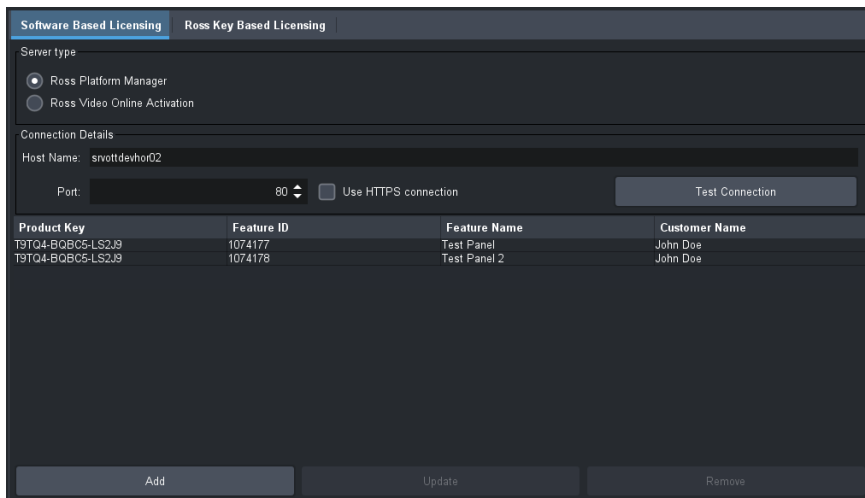 Software Based Licensing Ross Key Based Licensing
Server type
Ross Platform Manager
Ross Video Online Activation
Connection Details
Host Name: srvottdevhor02
Port: 80 Use HTTPS connection Test Connection
Product Key Feature ID Feature Name Customer Name
T9TQ4-BQBC5-LS2J9 1074177 Test Panel John Doe
T9TQ4-BQBC5-LS2J9 1074178 Test Panel 2 John Doe
Add Update Remove